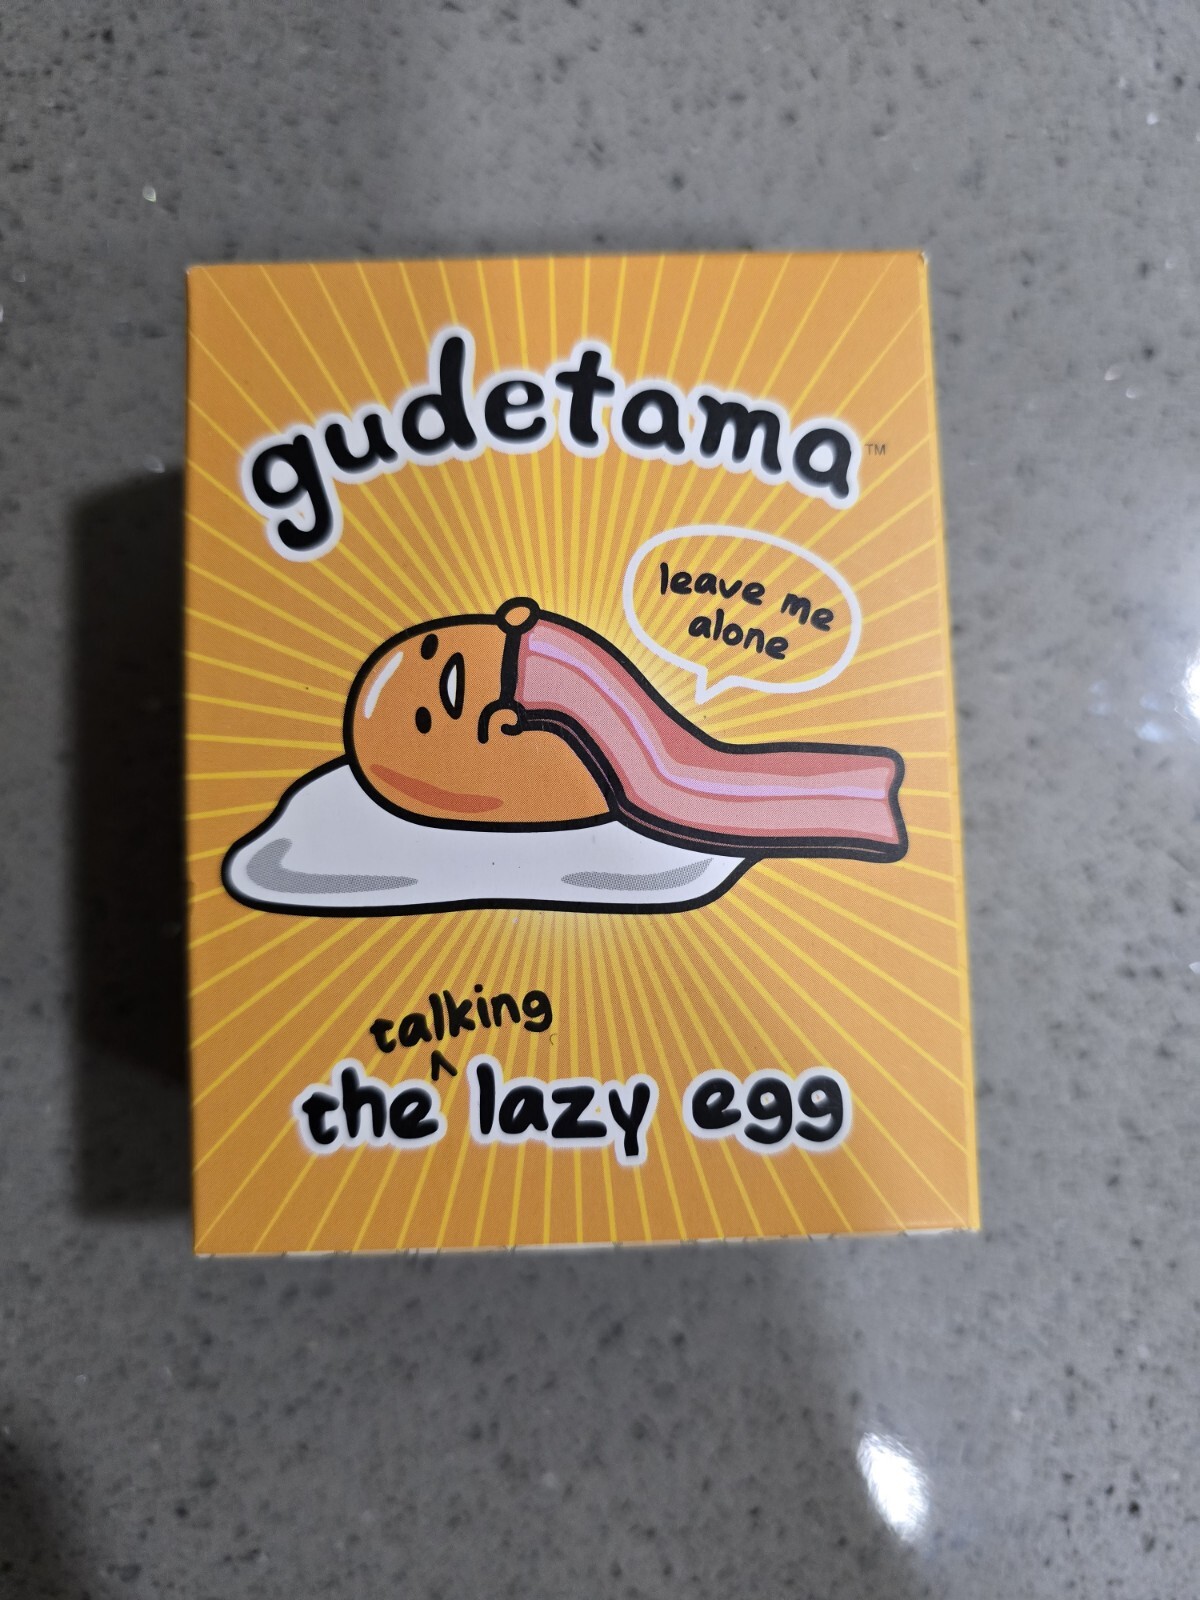 gudetama™
leave me
alone
talking
^
the lazy egg